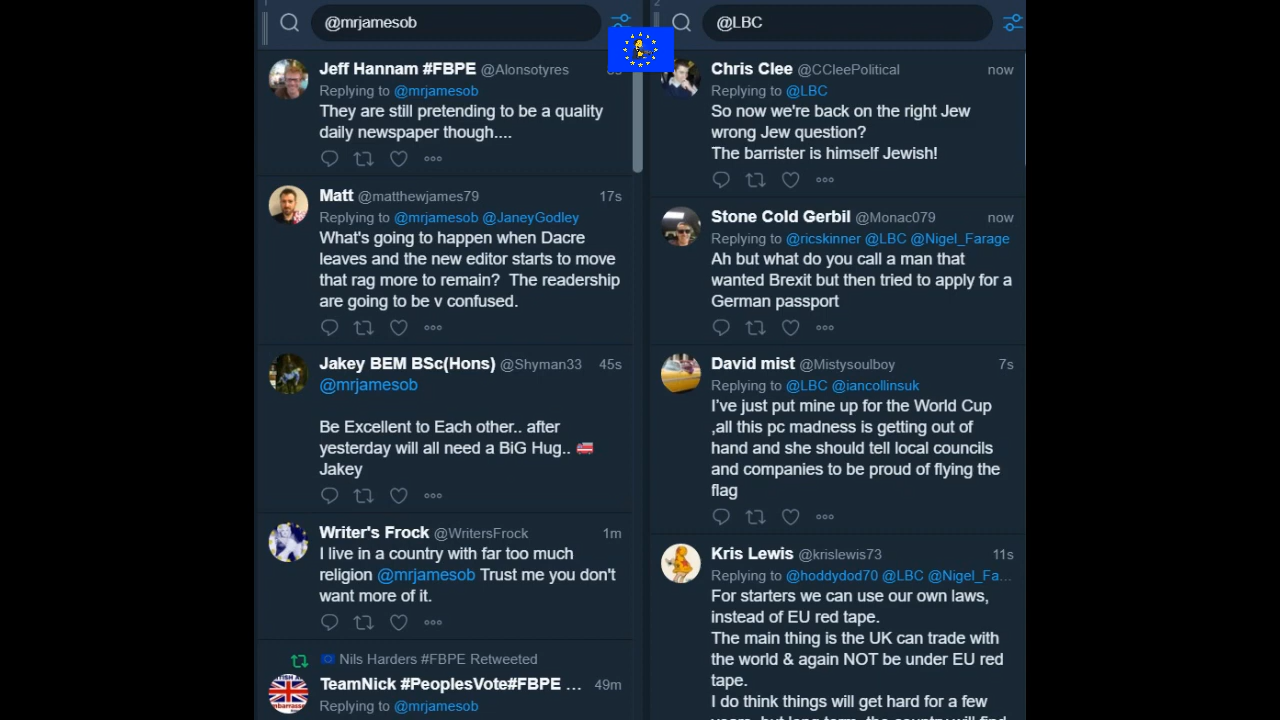 @mrjamesob
Jeff Hannam #FBPE @Alonsotyres
Replying to @mrjamesob
They are still pretending to be a quality
daily newspaper though....
Matt @matthewjames79 17s
Replying to @mrjamesob @JaneyGodley
What's going to happen when Dacre
leaves and the new editor starts to move
that rag more to remain? The readership
are going to be v confused.
Jakey BEM BSc(Hons) @Shyman33 45s
@mrjamesob
Be Excellent to Each other.. after
yesterday will all need a BiG Hug..
Jakey
Writer's Frock @WritersFrock 1m
I live in a country with far too much
religion @mrjamesob Trust me you don't
want more of it.
Nils Harders #FBPE Retweeted
TeamNick #PeoplesVote#FBPE ... 49m
Replying to @mrjamesob
2
@LBC
Chris Clee @CCleePolitical now
Replying to @LBC
So now we're back on the right Jew
wrong Jew question?
The barrister is himself Jewish!
Stone Cold Gerbil @Monac079 now
Replying to @ricskinner @LBC @Nigel_Farage
Ah but what do you call a man that
wanted Brexit but then tried to apply for a
German passport
David mist @Mistysoulboy 7s
Replying to @LBC @iancollinsuk
I've just put mine up for the World Cup
,all this pc madness is getting out of
hand and she should tell local councils
and companies to be proud of flying the
flag
Kris Lewis @krislewis73 11s
Replying to @hoddydod70 @LBC @Nigel_Fa...
For starters we can use our own laws,
instead of EU red tape.
The main thing is the UK can trade with
the world & again NOT be under EU red
tape.
I do think things will get hard for a few